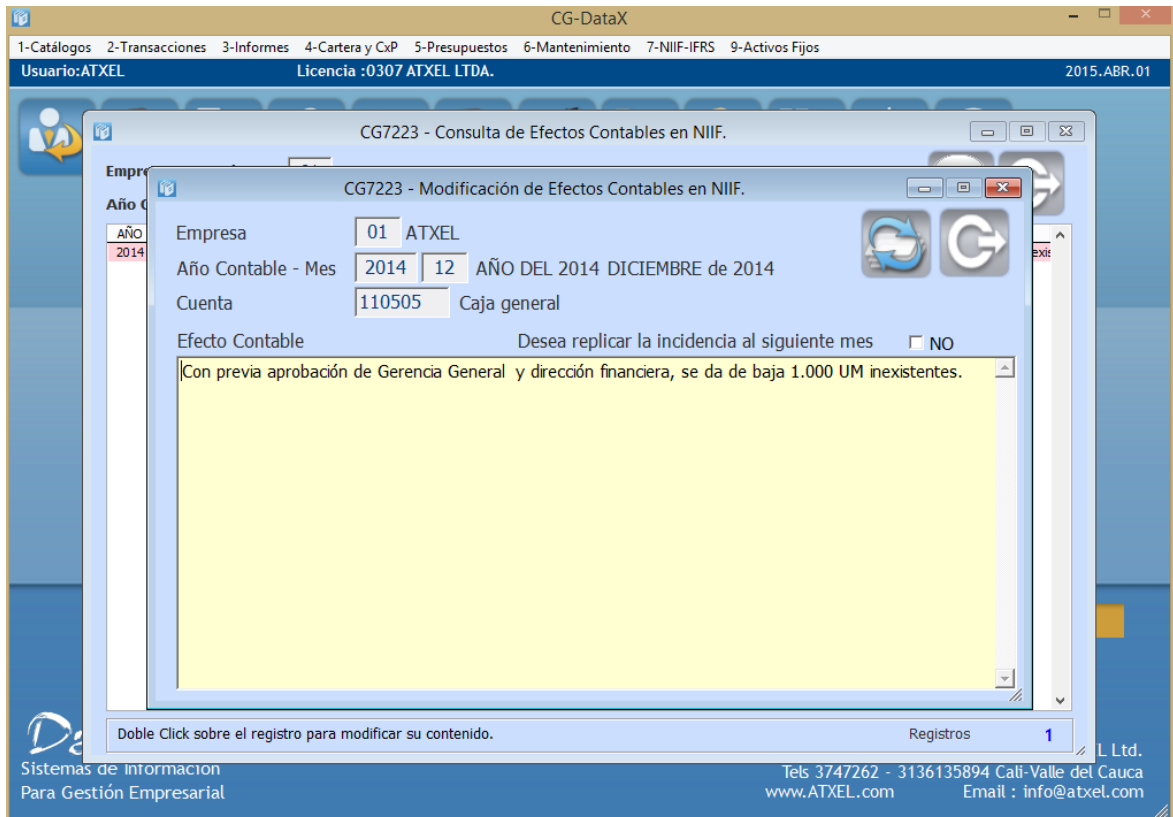 CG-DataX
1-Catálogos 2-Transacciones 3-Informes 4-Cartera y CxP 5-Presupuestos 6-Mantenimiento 7-NIIF-IFRS 9-Activos Fijos
Usuario:ATXEL Licencia :0307 ATXEL LTDA. 2015.ABR.01
CG7223 - Consulta de Efectos Contables en NIIF.
Empre
CG7223 - Modificación de Efectos Contables en NIIF.
Año
AÑO
2014
Empresa 01 ATXEL
Año Contable - Mes 2014 12 AÑO DEL 2014 DICIEMBRE de 2014
Cuenta 110505 Caja general
Efecto Contable Desea replicar la incidencia al siguiente mes NO
Con previa aprobación de Gerencia General y dirección financiera, se da de baja 1.000 UM inexistentes.
Doble Click sobre el registro para modificar su contenido. Registros 1
L Ltd.
Sistemas de Información
Para Gestión Empresarial
Tels 3747262 - 3136135894 Cali-Valle del Cauca
www.ATXEL.com Email : info@atxel.com